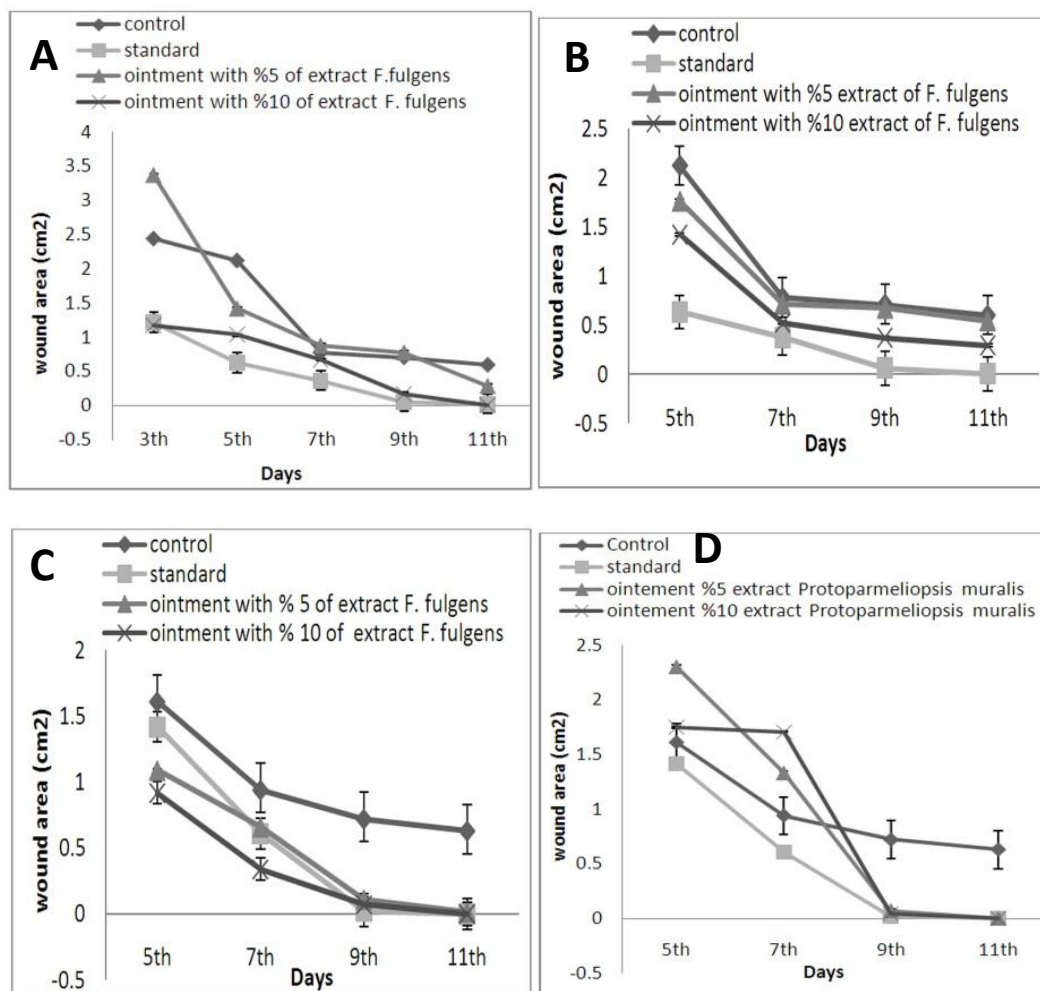 A
control
standard
ointment with %5 of extract F.fulgens
ointment with %10 of extract F. fulgens
4
3.5
3
2.5
2
1.5
1
0.5
0
-0.5
wound area (cm2)
3th 5th 7th 9th 11th
Days
B
control
standard
ointment with %5 extract of F. fulgens
ointment with %10 extract of F. fulgens
2.5
2
1.5
1
0.5
0
-0.5
wound area (cm2)
5th 7th 9th 11th
Days
C
control
standard
ointment with % 5 of extract F. fulgens
ointment with % 10 of extract F. fulgens
2
1.5
1
0.5
0
-0.5
wound area (cm2)
5th 7th 9th 11th
Days
D
Control
standard
ointement %5 extract Protoparmeliopsis muralis
ointement %10 extract Protoparmeliopsis muralis
2.5
2
1.5
1
0.5
0
-0.5
wound area (cm2)
5th 7th 9th 11th
Days